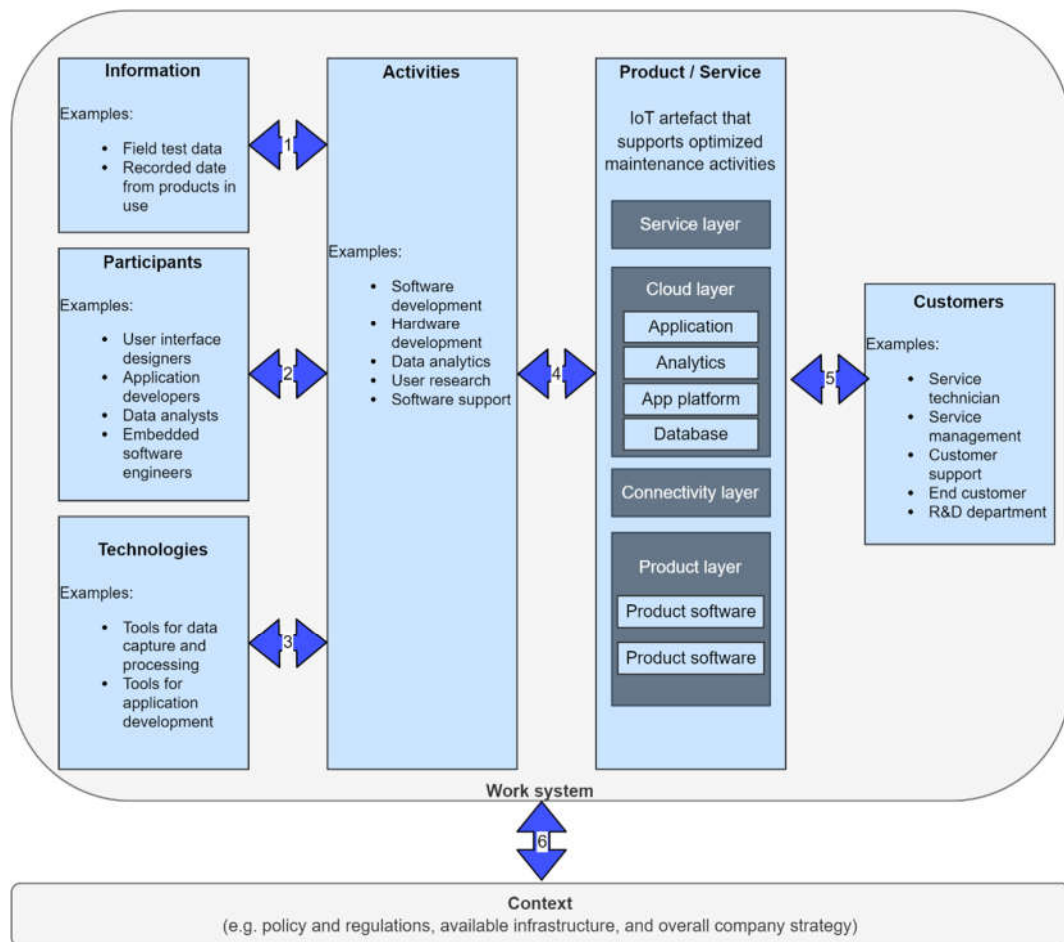 Information
Examples:
• Field test data
• Recorded date
from products in
use
1
Participants
Examples:
• User interface
designers
• Application
developers
• Data analysts
• Embedded
software
engineers
2
Technologies
Examples:
• Tools for data
capture and
processing
• Tools for
application
development
3
Activities
Examples:
• Software
development
• Hardware
development
• Data analytics
• User research
• Software support
4
Product / Service
IoT artefact that
supports optimized
maintenance activities
Service layer
Cloud layer
Application
Analytics
App platform
Database
Connectivity layer
Product layer
Product software
Product software
5
Customers
Examples:
• Service
technician
• Service
management
• Customer
support
• End customer
• R&D department
Work system
6
Context
(e.g. policy and regulations, available infrastructure, and overall company strategy)